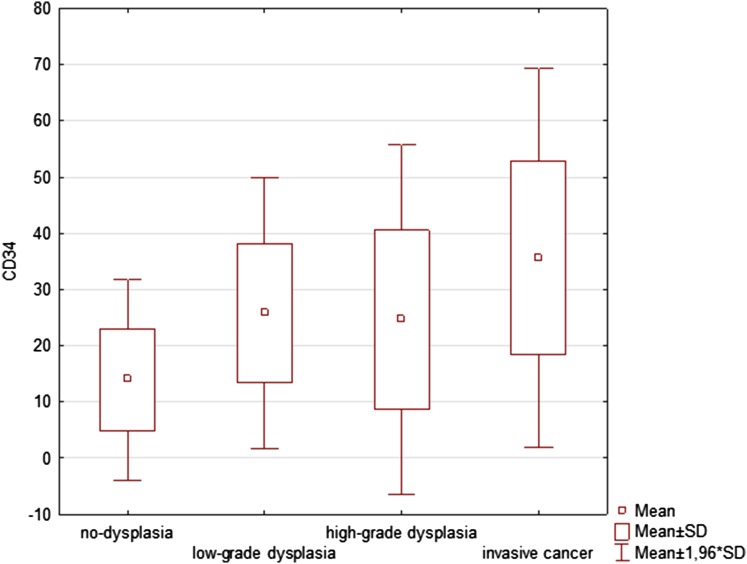 80
70
60
50
40
30
20
10
0
-10
CD34
no-dysplasia
low-grade dysplasia
high-grade dysplasia
invasive cancer
Mean
Mean±SD
Mean±1,96*SD